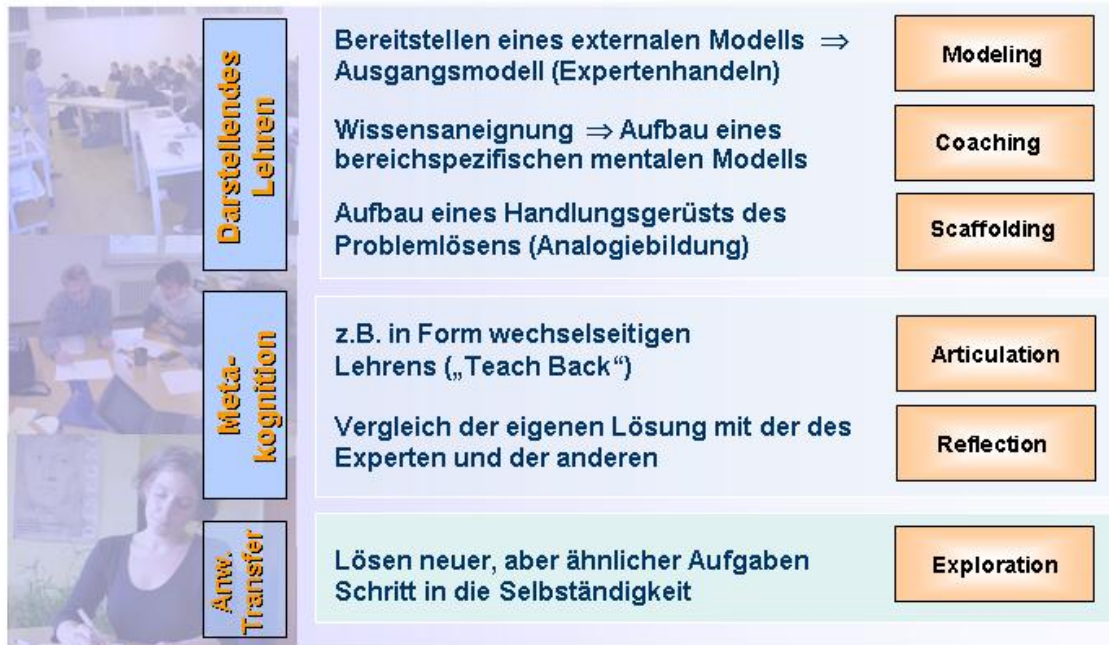 Darstellendes
Lehren
Bereitstellen eines externalen Modells ⇒
Ausgangsmodell (Expertenhandeln)
Modeling
Wissensaneignung ⇒ Aufbau eines
bereichspezifischen mentalen Modells
Coaching
Aufbau eines Handlungsgerüsts des
Problemlösens (Analogiebildung)
Scaffolding
Meta-
kognition
z.B. in Form wechselseitigen
Lehrens („Teach Back“)
Articulation
Vergleich der eigenen Lösung mit der des
Experten und der anderen
Reflection
Anw.
Transfer
Lösen neuer, aber ähnlicher Aufgaben
Schritt in die Selbständigkeit
Exploration